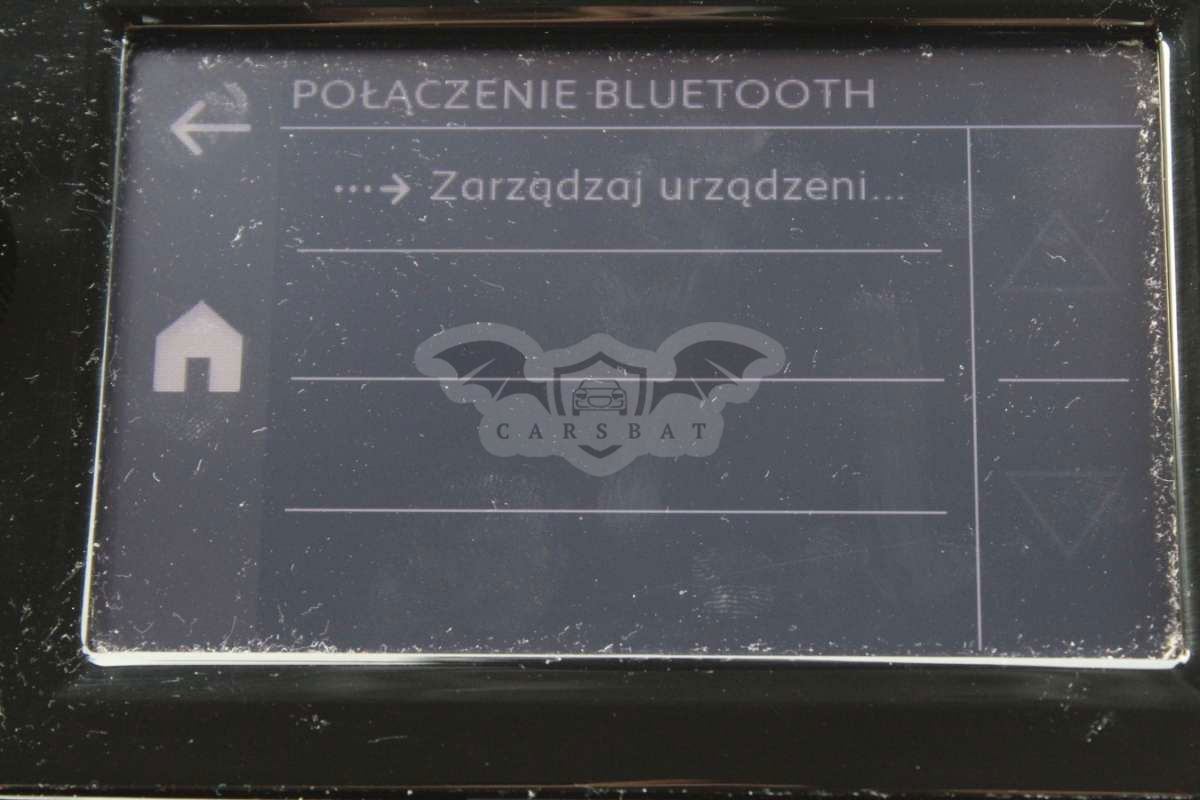 POŁĄCZENIE BLUETOOTH
Zarządzaj urządzeni...
CARSBAT